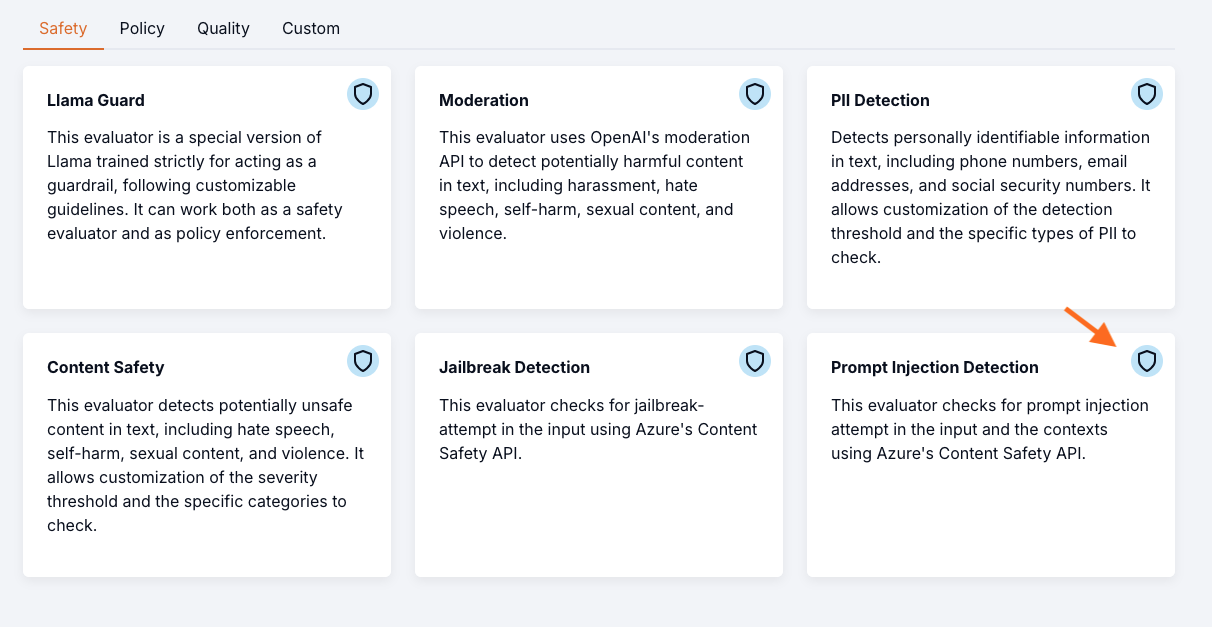 Safety Policy Quality Custom
Llama Guard
This evaluator is a special version of
Llama trained strictly for acting as a
guardrail, following customizable
guidelines. It can work both as a safety
evaluator and as policy enforcement.
Moderation
This evaluator uses OpenAI's moderation
API to detect potentially harmful content
in text, including harassment, hate
speech, self-harm, sexual content, and
violence.
PII Detection
Detects personally identifiable information
in text, including phone numbers, email
addresses, and social security numbers. It
allows customization of the detection
threshold and the specific types of PII to
check.
Content Safety
This evaluator detects potentially unsafe
content in text, including hate speech,
self-harm, sexual content, and violence. It
allows customization of the severity
threshold and the specific categories to
check.
Jailbreak Detection
This evaluator checks for jailbreak-
attempt in the input using Azure's Content
Safety API.
Prompt Injection Detection
This evaluator checks for prompt injection
attempt in the input and the contexts
using Azure's Content Safety API.